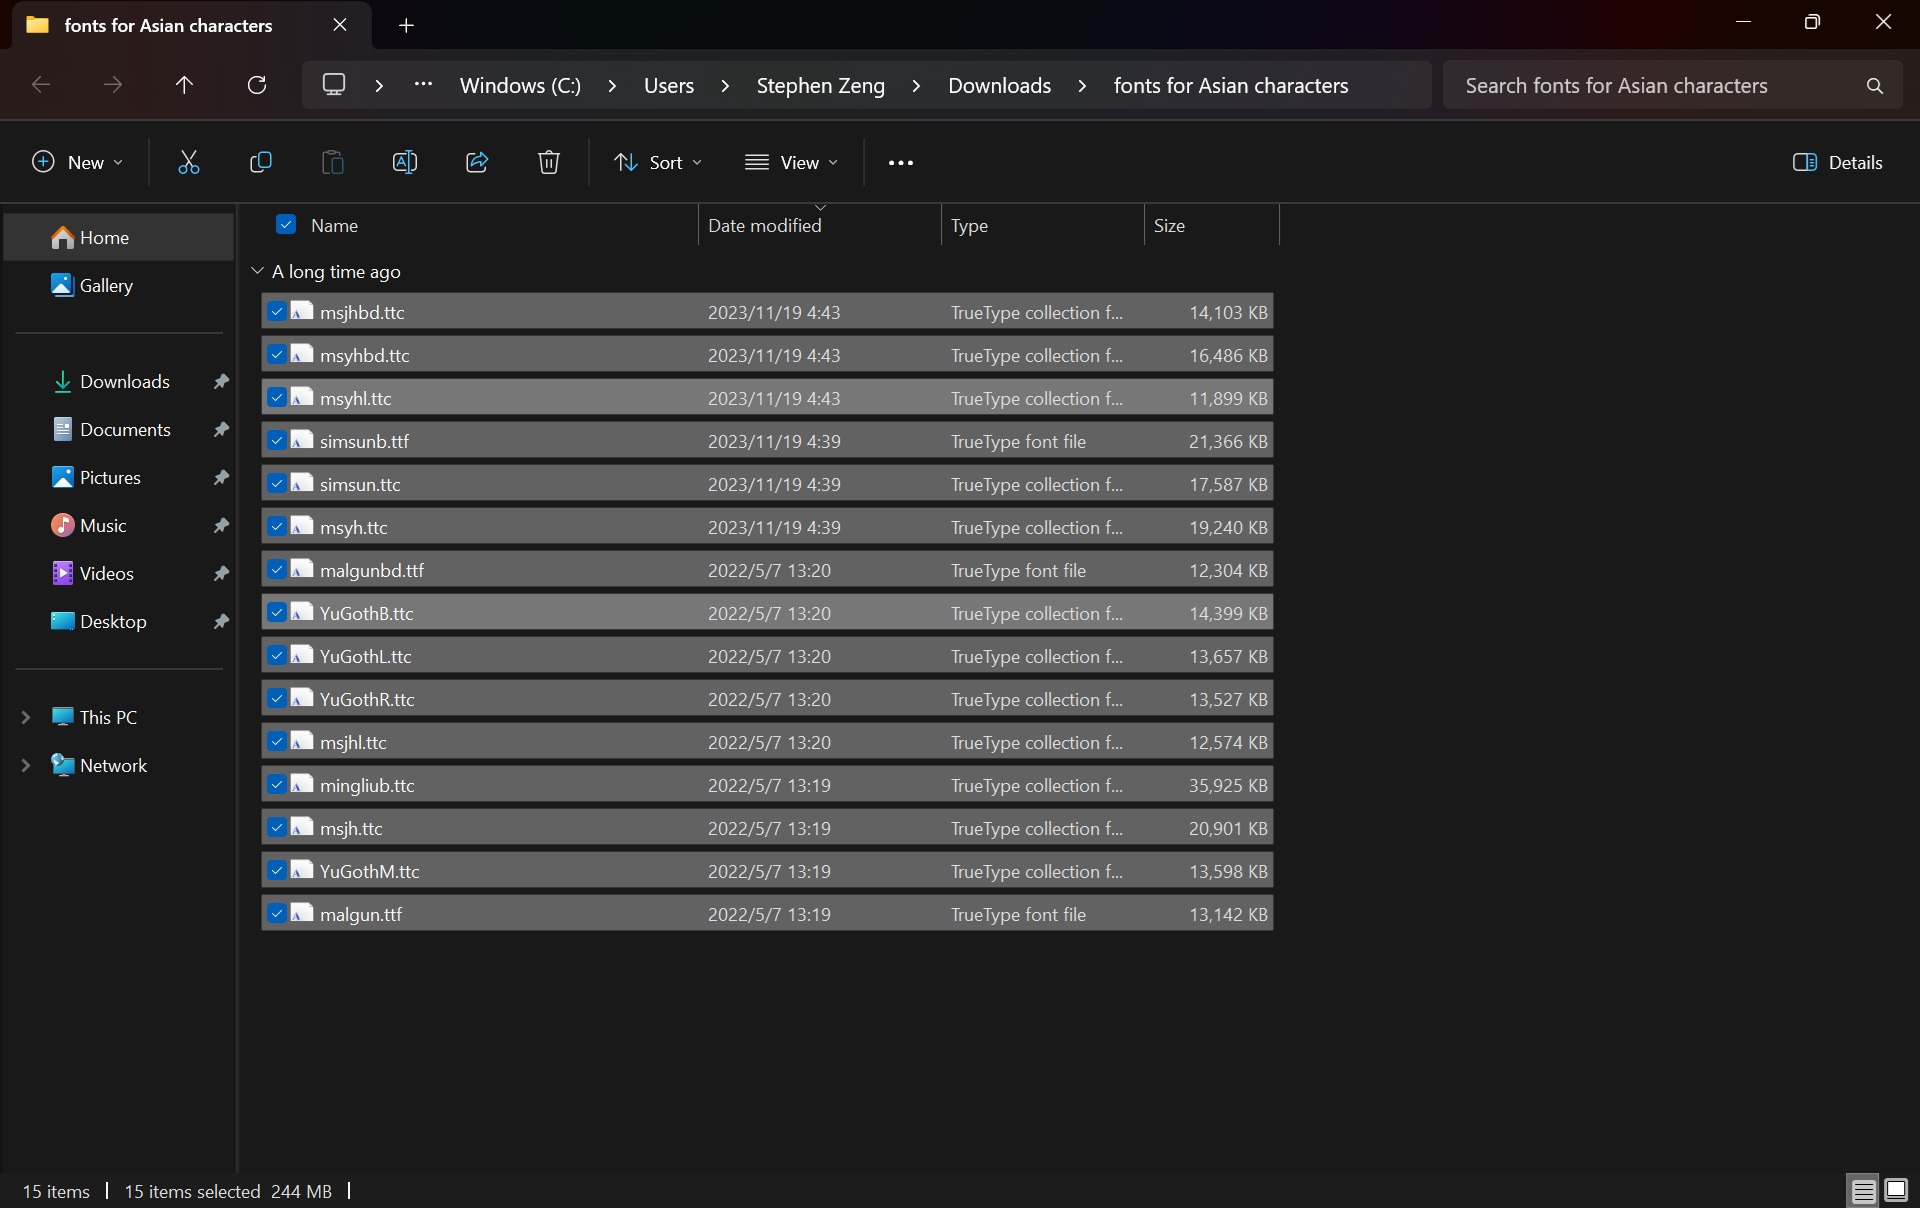 fonts for Asian characters
Windows (C:) Users Stephen Zeng Downloads fonts for Asian characters Search fonts for Asian characters
New Sort View Details
Name Date modified Type Size
Home
Gallery
Downloads
Documents
Pictures
Music
Videos
Desktop
This PC
Network
A long time ago
msjhbd.ttc 2023/11/19 4:43 TrueType collection f... 14,103 KB
msyhbd.ttc 2023/11/19 4:43 TrueType collection f... 16,486 KB
msyhl.ttc 2023/11/19 4:43 TrueType collection f... 11,899 KB
simsunb.ttf 2023/11/19 4:39 TrueType font file 21,366 KB
simsun.ttc 2023/11/19 4:39 TrueType collection f... 17,587 KB
msyh.ttc 2023/11/19 4:39 TrueType collection f... 19,240 KB
malgunbd.ttf 2022/5/7 13:20 TrueType font file 12,304 KB
YuGothB.ttc 2022/5/7 13:20 TrueType collection f... 14,399 KB
YuGothL.ttc 2022/5/7 13:20 TrueType collection f... 13,657 KB
YuGothR.ttc 2022/5/7 13:20 TrueType collection f... 13,527 KB
msjhl.ttc 2022/5/7 13:20 TrueType collection f... 12,574 KB
mingliub.ttc 2022/5/7 13:19 TrueType collection f... 35,925 KB
msjh.ttc 2022/5/7 13:19 TrueType collection f... 20,901 KB
YuGothM.ttc 2022/5/7 13:19 TrueType collection f... 13,598 KB
malgun.ttf 2022/5/7 13:19 TrueType font file 13,142 KB
15 items 15 items selected 244 MB